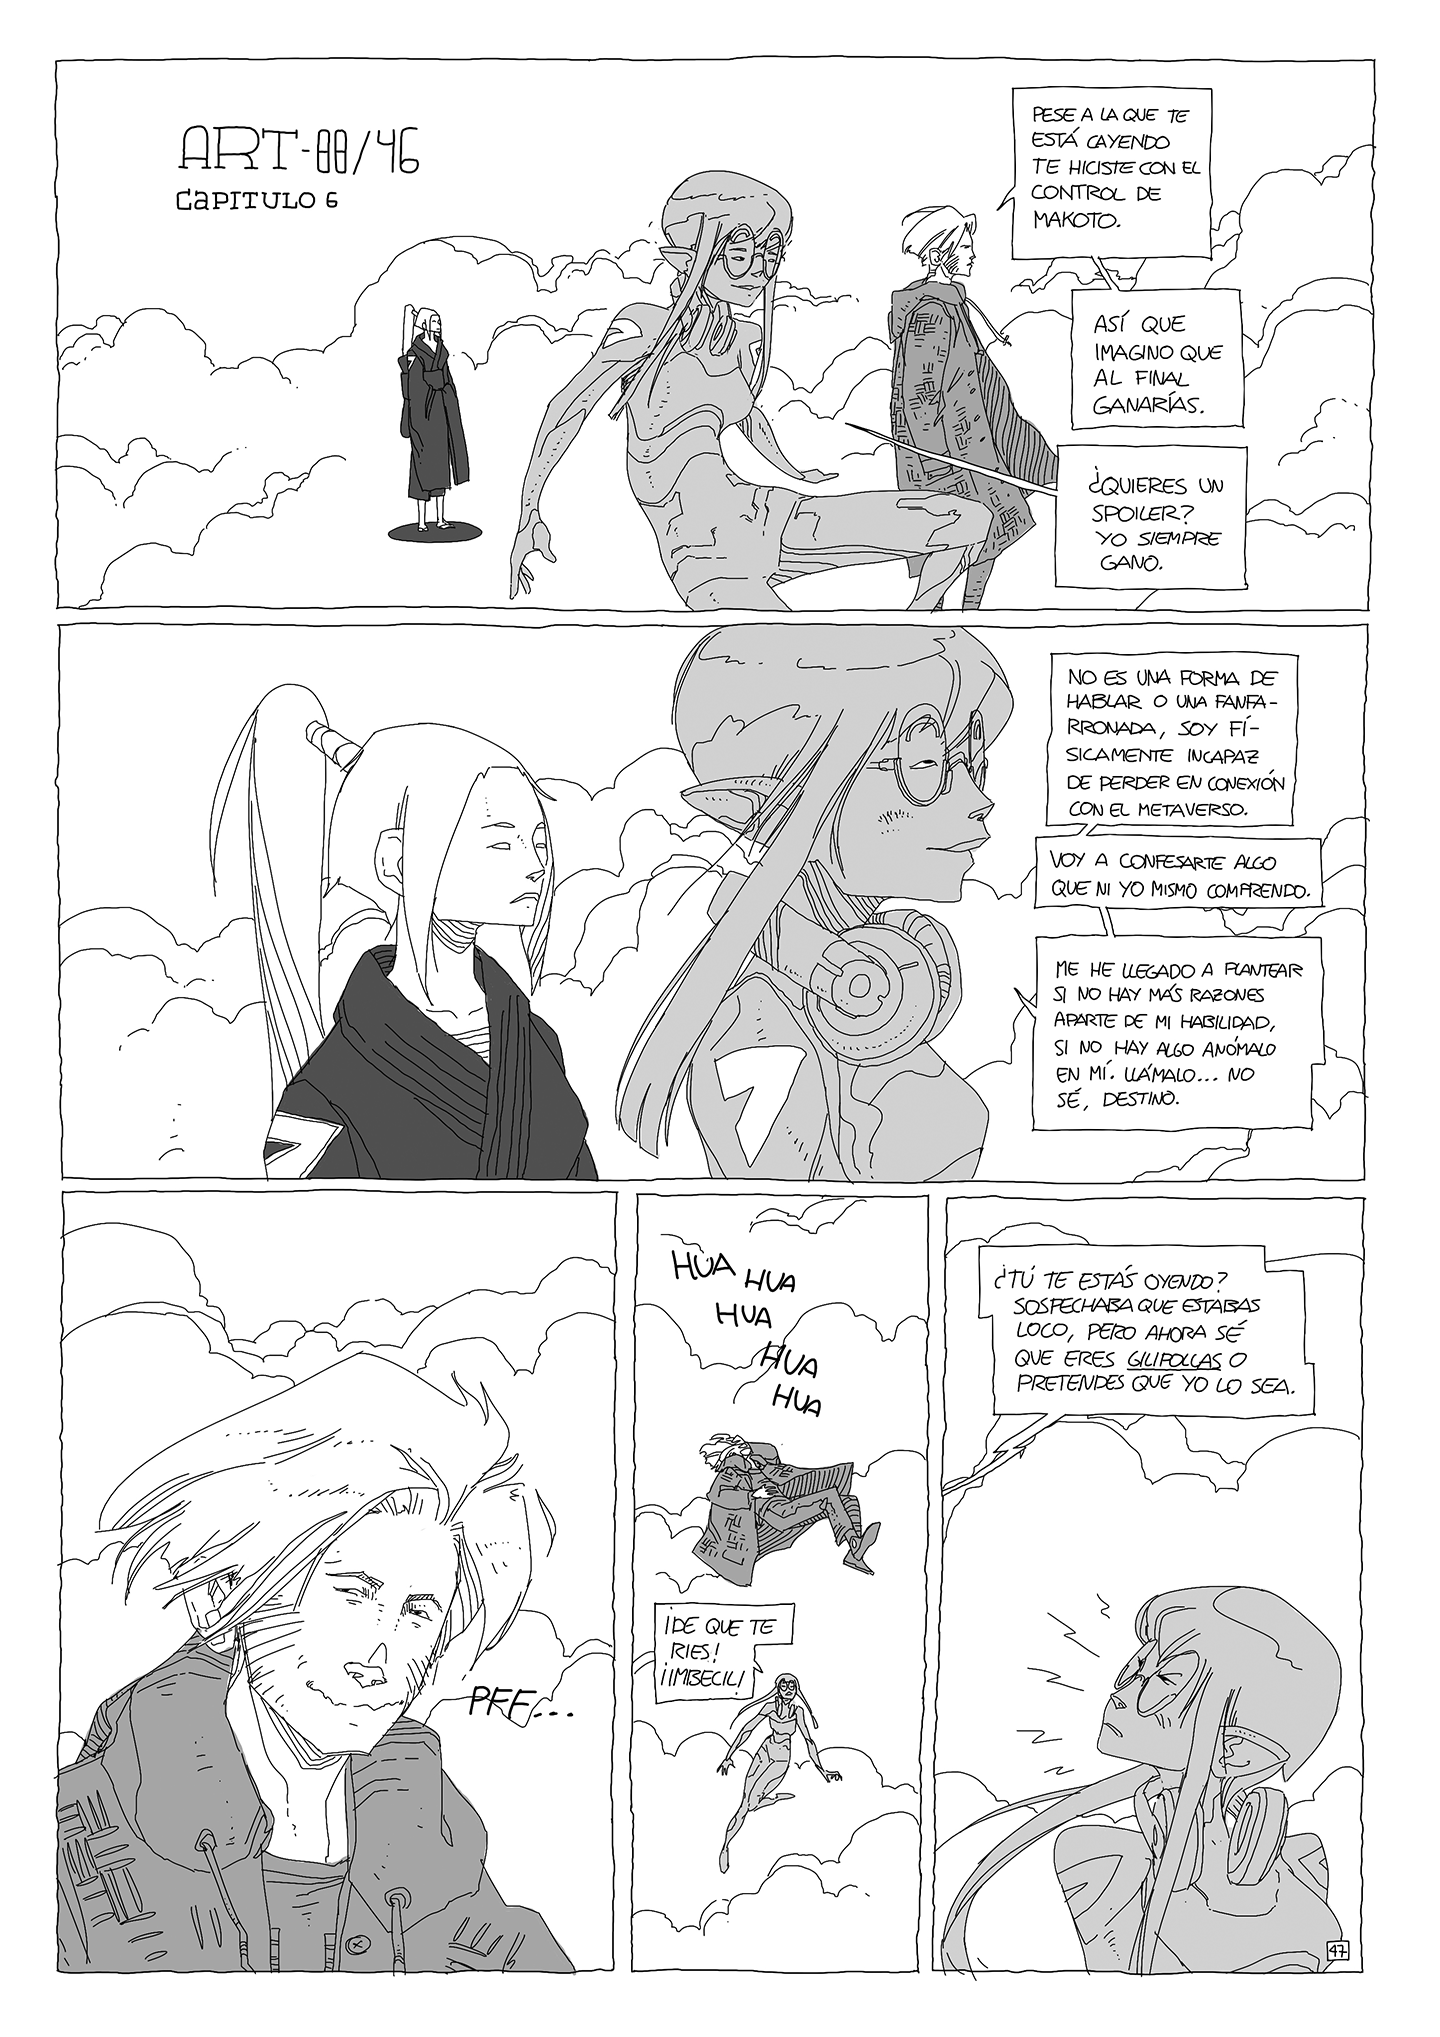 ART-88/46
CAPITULO 6
PESE A LA QUE TE
ESTÁ CAYENDO
TE HICISTE CON EL
CONTROL DE
MAKOTO.
ASÍ QUE
IMAGINO QUE
AL FINAL
GANARÍAS.
¿QUIERES UN
SPOILER?
YO SIEMPRE
GANO.
NO ES UNA FORMA DE
HABLAR O UNA FANFA-
RRONADA, SOY FÍ-
SICAMENTE INCAPAZ
DE PERDER EN CONEXIÓN
CON EL METAVERSO.
VOY A CONFESARTE ALGO
QUE NI YO MISMO COMPRENDO.
ME HE LLEGADO A PLANTEAR
SI NO HAY MÁS RAZONES
APARTE DE MI HABILIDAD,
SI NO HAY ALGO ANÓMALO
EN MÍ. LLÁMALO... NO
SÉ, DESTINO.
PFF...
HUA HUA
HUA
HUA
HUA
¡DE QUE TE
RIES!
¡IMBECIL!
¿TÚ TE ESTÁS OYENDO?
SOSPECHABA QUE ESTABAS
LOCO, PERO AHORA SÉ
QUE ERES GILIPOLLAS O
PRETENDES QUE YO LO SEA.
47